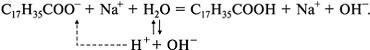 C₁₇H₃₅COO⁻ + Na⁺ + H₂O = C₁₇H₃₅COOH + Na⁺ + OH⁻.
H⁺ + OH⁻